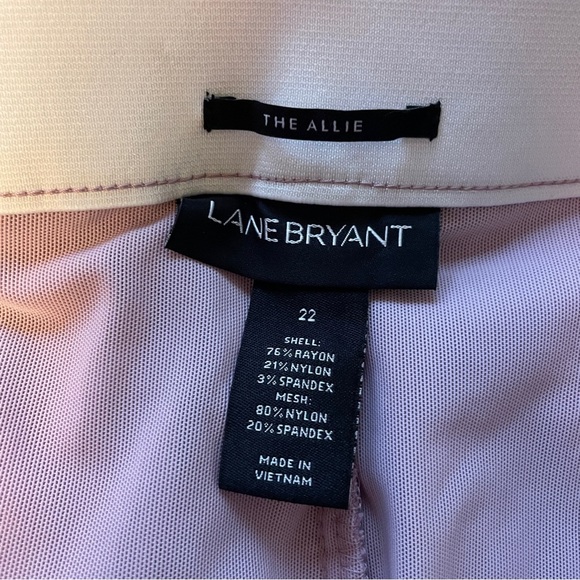 THE ALLIE
LANE BRYANT
22
SHELL:
76% RAYON
21% NYLON
3% SPANDEX
MESH:
80% NYLON
20% SPANDEX
MADE IN
VIETNAM